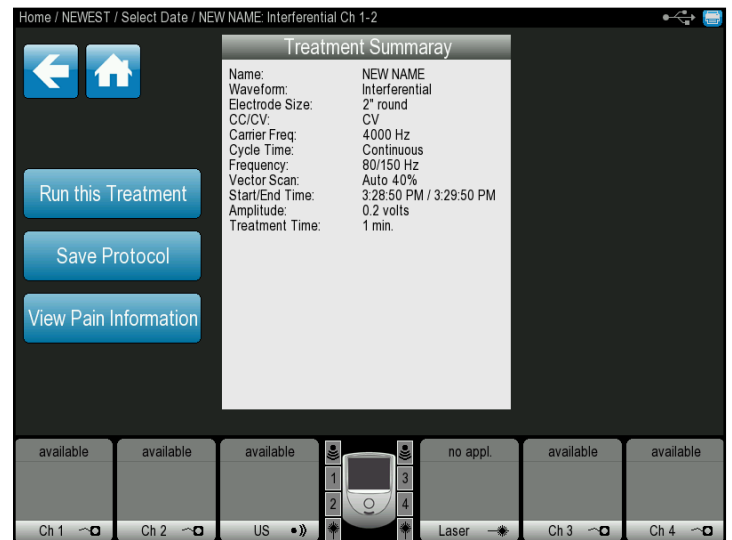 Home / NEWEST / Select Date / NEW NAME: Interferential Ch 1-2
Treatment Summaray
Name: NEW NAME
Waveform: Interferential
Electrode Size: 2" round
CC/CV: CV
Carrier Freq: 4000 Hz
Cycle Time: Continuous
Frequency: 80/150 Hz
Vector Scan: Auto 40%
Start/End Time: 3:28:50 PM / 3:29:50 PM
Amplitude: 0.2 volts
Treatment Time: 1 min.
Run this Treatment
Save Protocol
View Pain Information
available available available no appl. available available
1 3
2 4
Ch 1 Ch 2 US Laser Ch 3 Ch 4